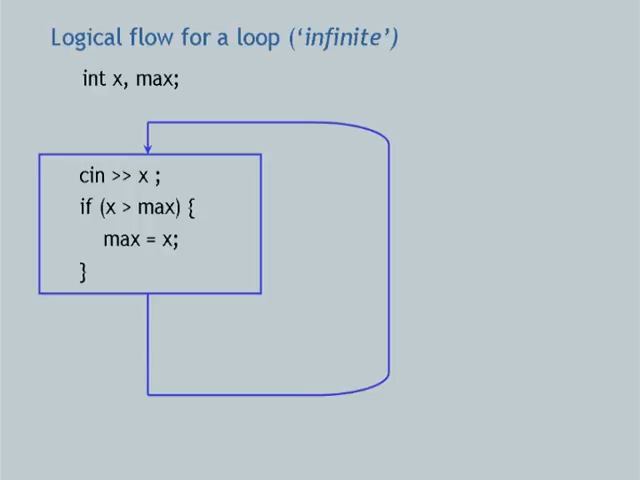 Logical flow for a loop (‘infinite’)
int x, max;
cin >> x ;
if (x > max) {
max = x;
}